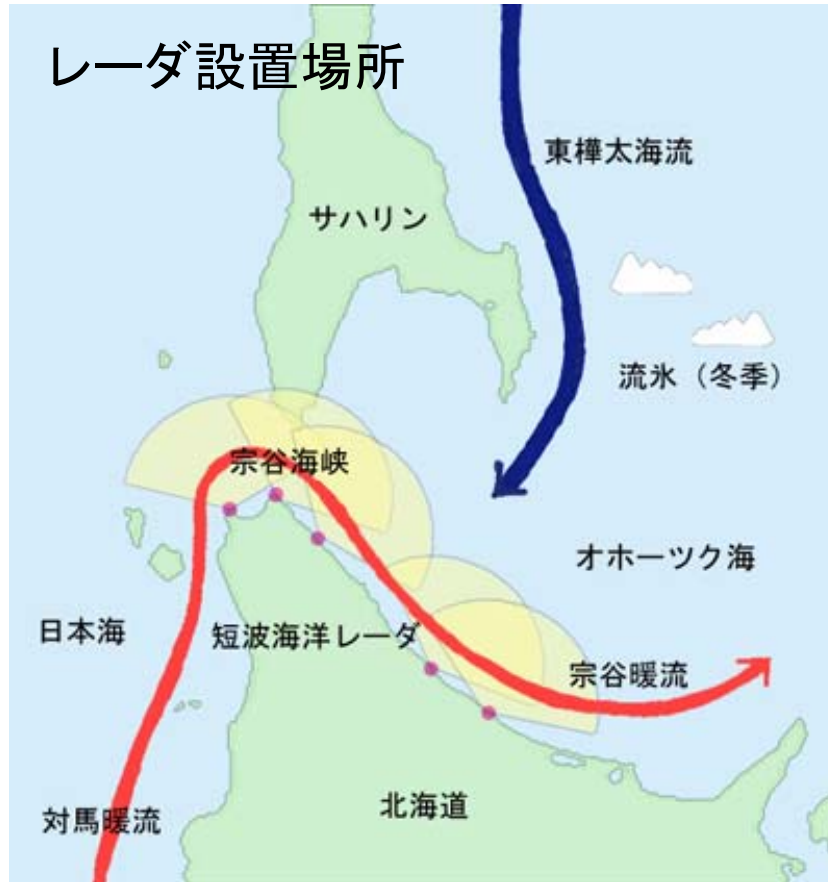 レーダ設置場所
東樺太海流
サハリン
流氷（冬季）
宗谷海峡
オホーツク海
日本海
短波海洋レーダ
宗谷暖流
北海道
対馬暖流